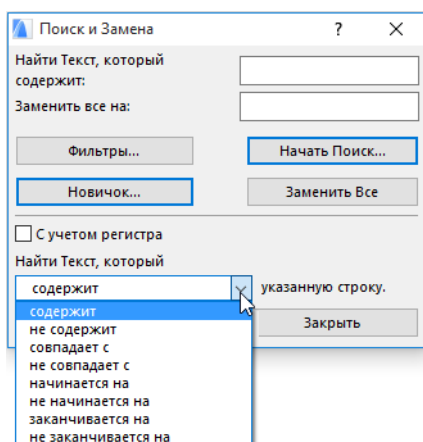 Поиск и Замена
?
Найти Текст, который
содержит:
Заменить все на:
Фильтры... Начать Поиск...
Новичок... Заменить Все
С учетом регистра
Найти Текст, который
содержит указанную строку.
содержит
не содержит
Закрыть
совпадает с
не совпадает с
начинается на
не начинается на
заканчивается на
не заканчивается на